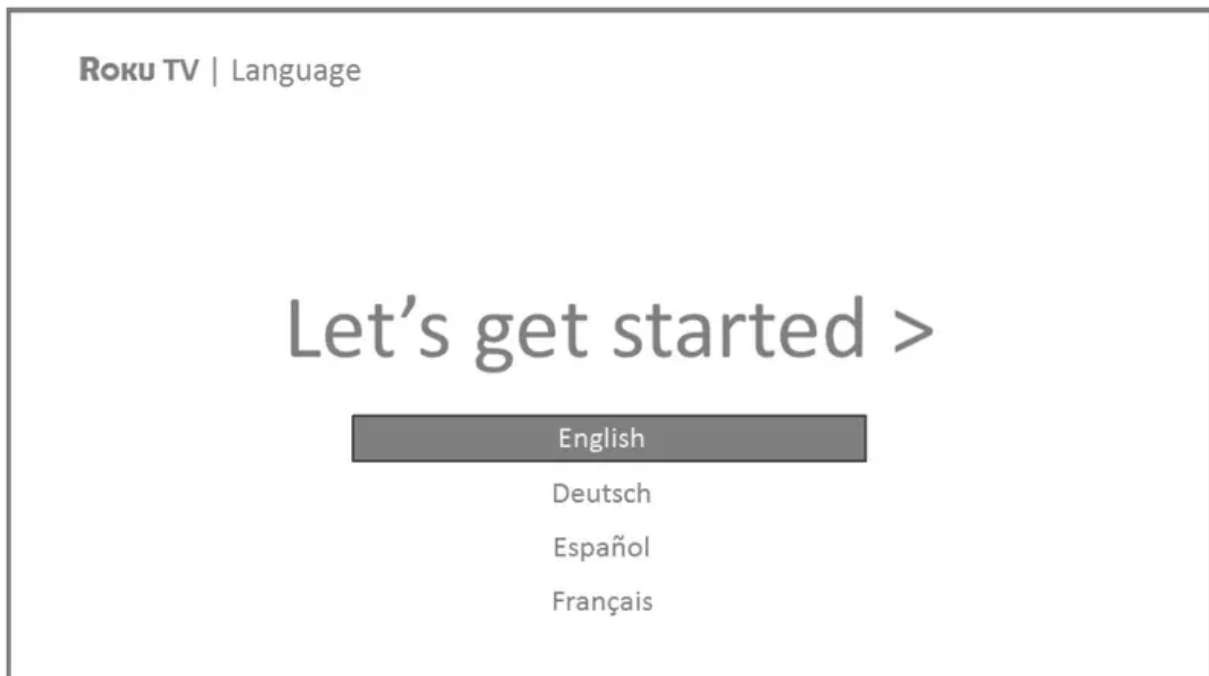 ROKU TV | Language
Let’s get started >
English
Deutsch
Español
Français